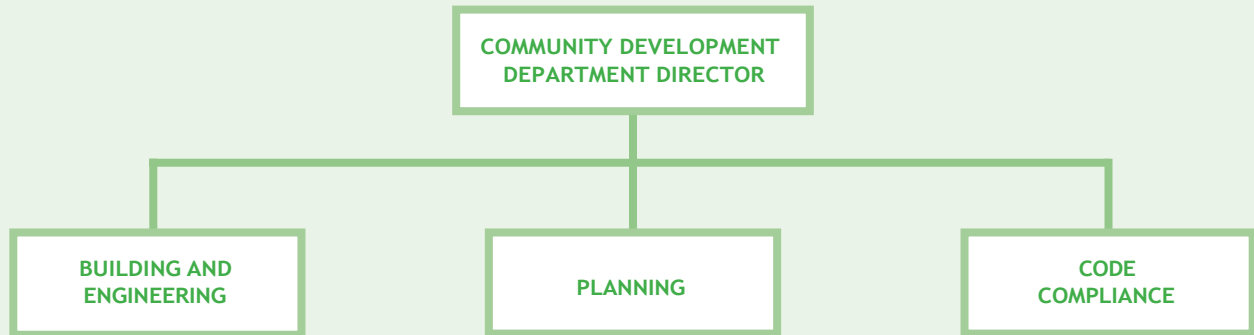 COMMUNITY DEVELOPMENT
DEPARTMENT DIRECTOR
BUILDING AND
ENGINEERING
PLANNING
CODE
COMPLIANCE